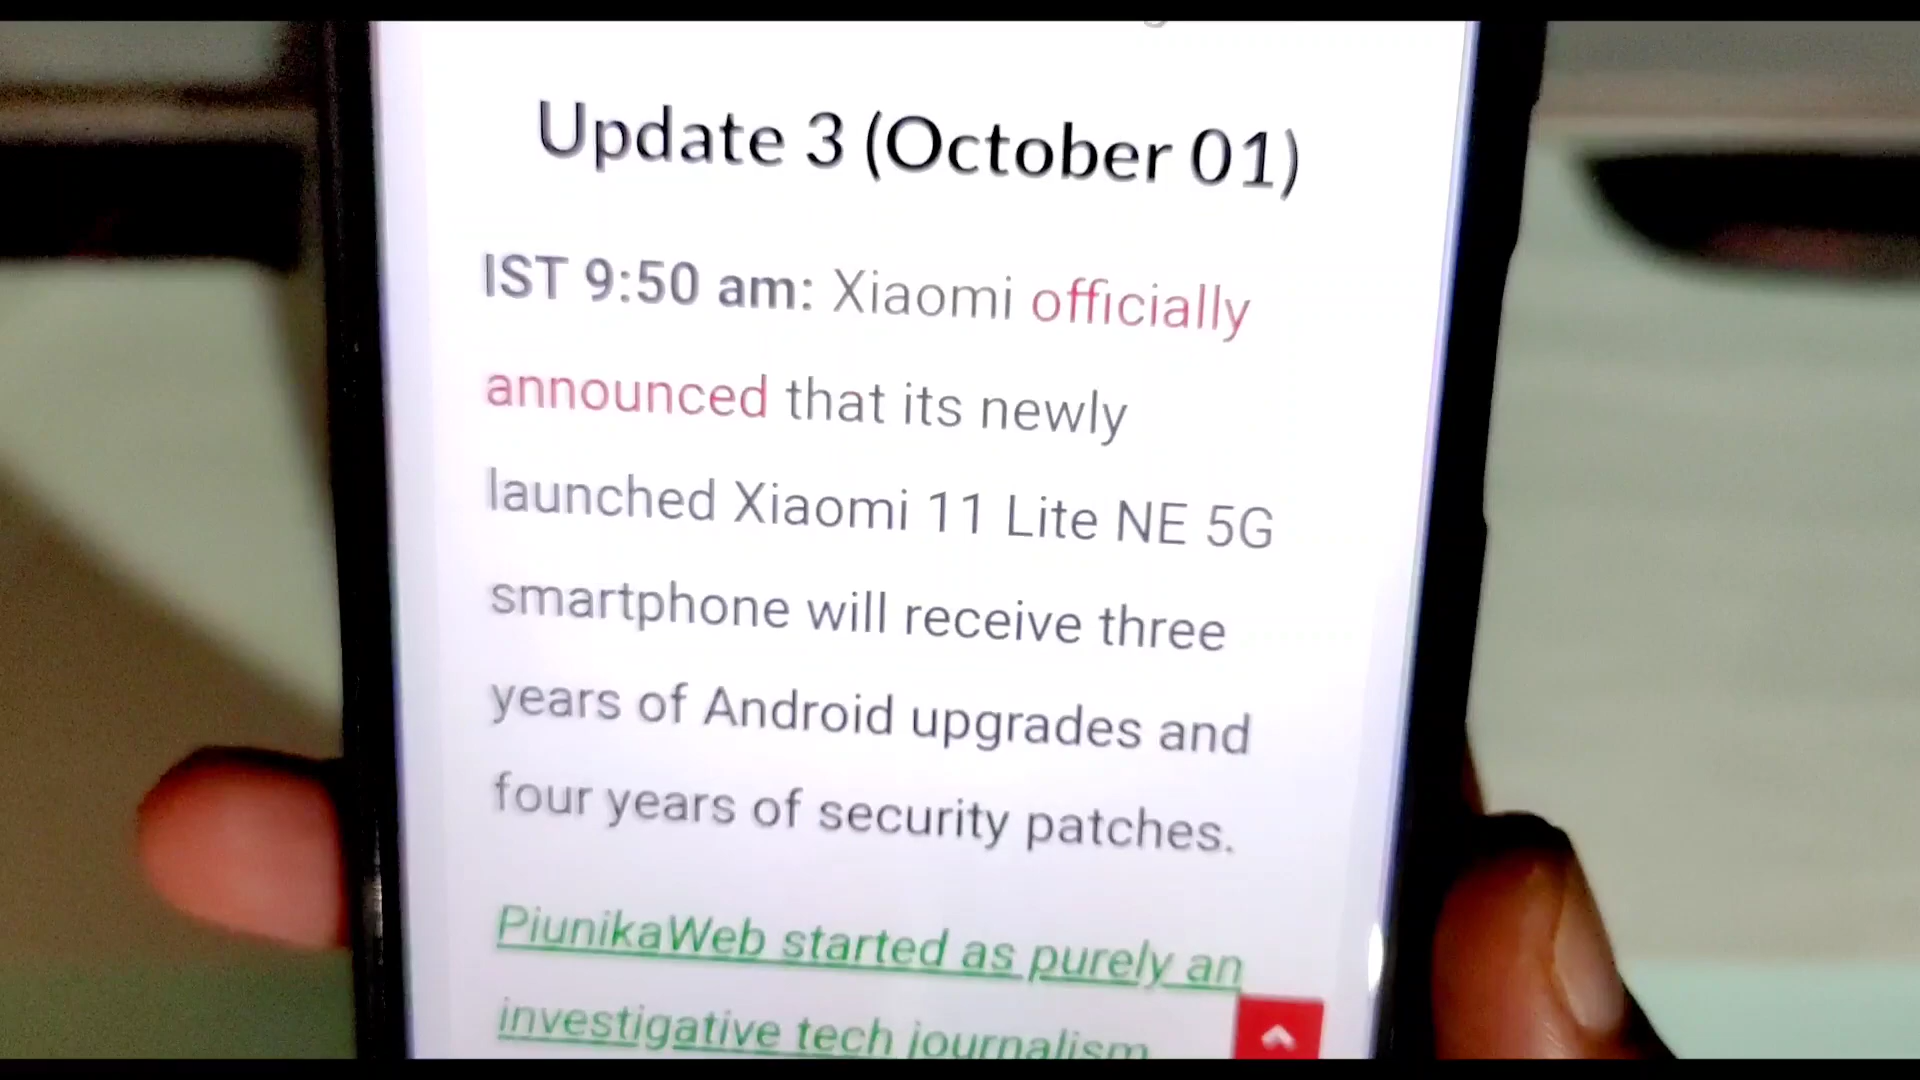 Update 3 (October 01)
IST 9:50 am: Xiaomi officially
announced that its newly
launched Xiaomi 11 Lite NE 5G
smartphone will receive three
years of Android upgrades and
four years of security patches.
PiunikaWeb started as purely an
investigative tech journalism